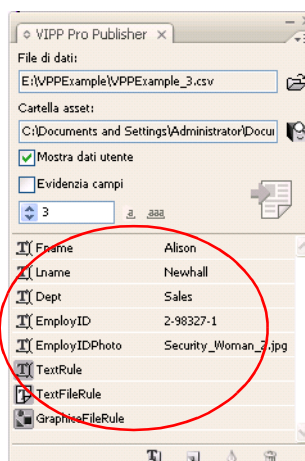 VIPP Pro Publisher
File di dati:
E:\VPPExample\VPPExample_3.csv
Cartella asset:
C:\Documents and Settings\Administrator\Docu
Mostra dati utente
Evidenzia campi
3 a aaa
Fname Alison
Lname Newhall
Dept Sales
EmployID 2-98327-1
EmployIDPhoto Security_Woman_2.jpg
TextRule
TextFileRule
GraphicsFileRule